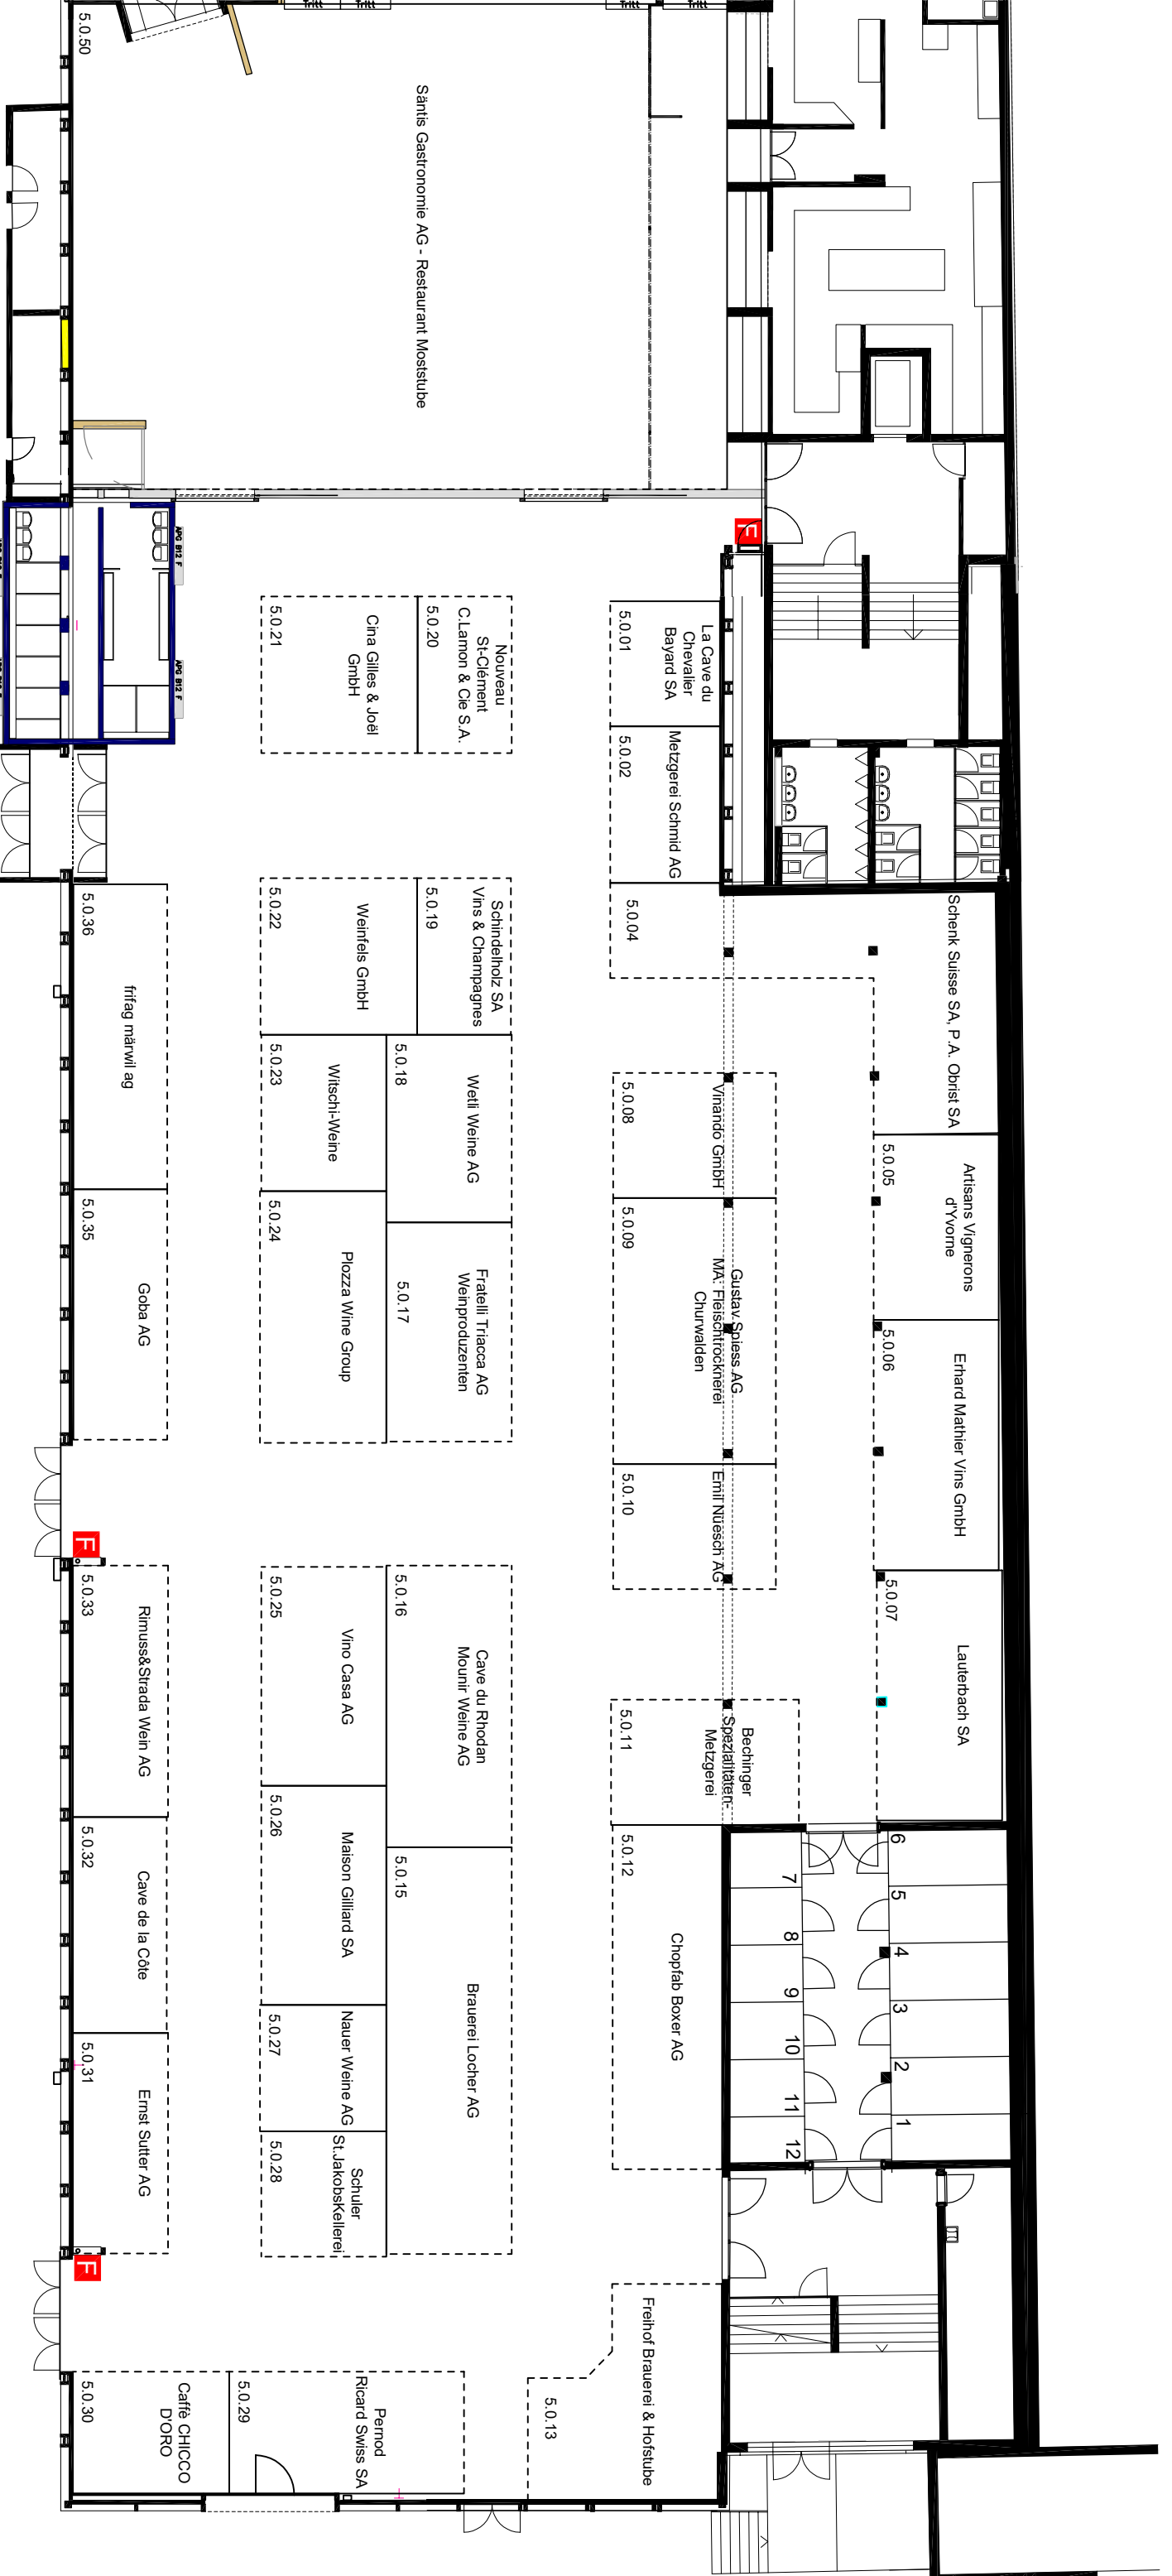 5.0.50
Säntis Gastronomie AG - Restaurant Moststube
F
APG B12 F
APG B12 F
5.0.21
Cina Gilles & Joël
GmbH
5.0.20
Nouveau
St-Clément
C.Lamon & Cie S.A.
5.0.01
La Cave du
Chevalier
Bayard SA
5.0.02
Metzgerei Schmid AG
5.0.04
Schenk Suisse SA, P.A. Obrist SA
5.0.36
frifag märwil ag
5.0.22
Weinfels GmbH
5.0.19
Schindelholz SA
Vins & Champagnes
5.0.23
Witschi-Weine
5.0.18
Wetli Weine AG
5.0.08
Vinando GmbH
5.0.05
Artisans Vignerons
d'Yvorne
5.0.35
Goba AG
5.0.24
Plozza Wine Group
5.0.17
Fratelli Triacca AG
Weinproduzenten
5.0.09
Gustav Spiess AG
MA: Fleischtrocknerei
Churwalden
5.0.06
Erhard Mathier Vins GmbH
5.0.10
Emil Nüesch AG
F
5.0.33
Rimuss&Strada Wein AG
5.0.25
Vino Casa AG
5.0.16
Cave du Rhodan
Mounir Weine AG
5.0.07
Lauterbach SA
5.0.11
Bechinger
Spezialitäten-
Metzgerei
5.0.32
Cave de la Côte
5.0.26
Maison Gilliard SA
5.0.15
Brauerei Locher AG
5.0.12
Chopfab Boxer AG
6
5
4
3
2
1
7
8
9
10
11
12
5.0.31
Ernst Sutter AG
5.0.27
Nauer Weine AG
5.0.28
Schuler
St.JakobsKellerei
F
5.0.30
Caffè CHICCO
D'ORO
5.0.29
Pernod
Ricard Swiss SA
5.0.13
Freihof Brauerei & Hofstube